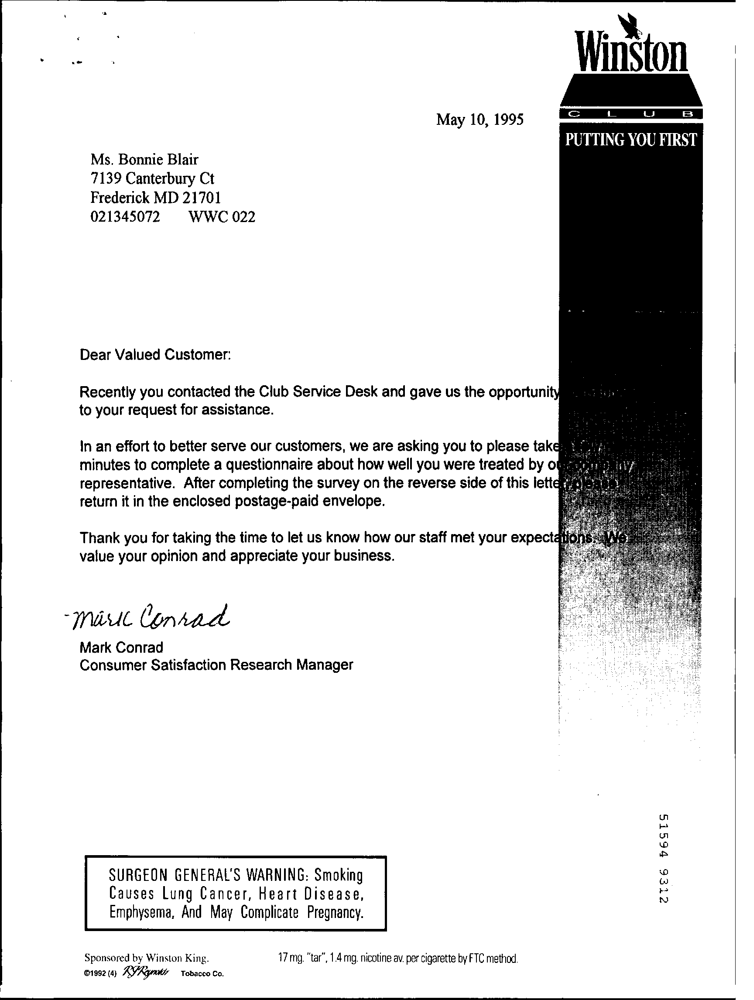 Winston
CLUB
PUTTING YOU FIRST
May 10, 1995
Ms. Bonnie Blair
7139 Canterbury Ct
Frederick MD 21701
021345072 WWC 022
Dear Valued Customer:
Recently you contacted the Club Service Desk and gave us the opportunity
to your request for assistance.
In an effort to better serve our customers, we are asking you to please take
minutes to complete a questionnaire about how well you were treated by our company
representative. After completing the survey on the reverse side of this letter, please
return it in the enclosed postage-paid envelope.
Thank you for taking the time to let us know how our staff met your expectations. We
value your opinion and appreciate your business.
Mark Conrad
Mark Conrad
Consumer Satisfaction Research Manager
51594 9312
SURGEON GENERAL'S WARNING: Smoking
Causes Lung Cancer, Heart Disease,
Emphysema, And May Complicate Pregnancy.
Sponsored by Winston King.
17 mg. "tar", 1.4 mg. nicotine av. per cigarette by FTC method.
©1992 (4) RJReynolds Tobacco Co.